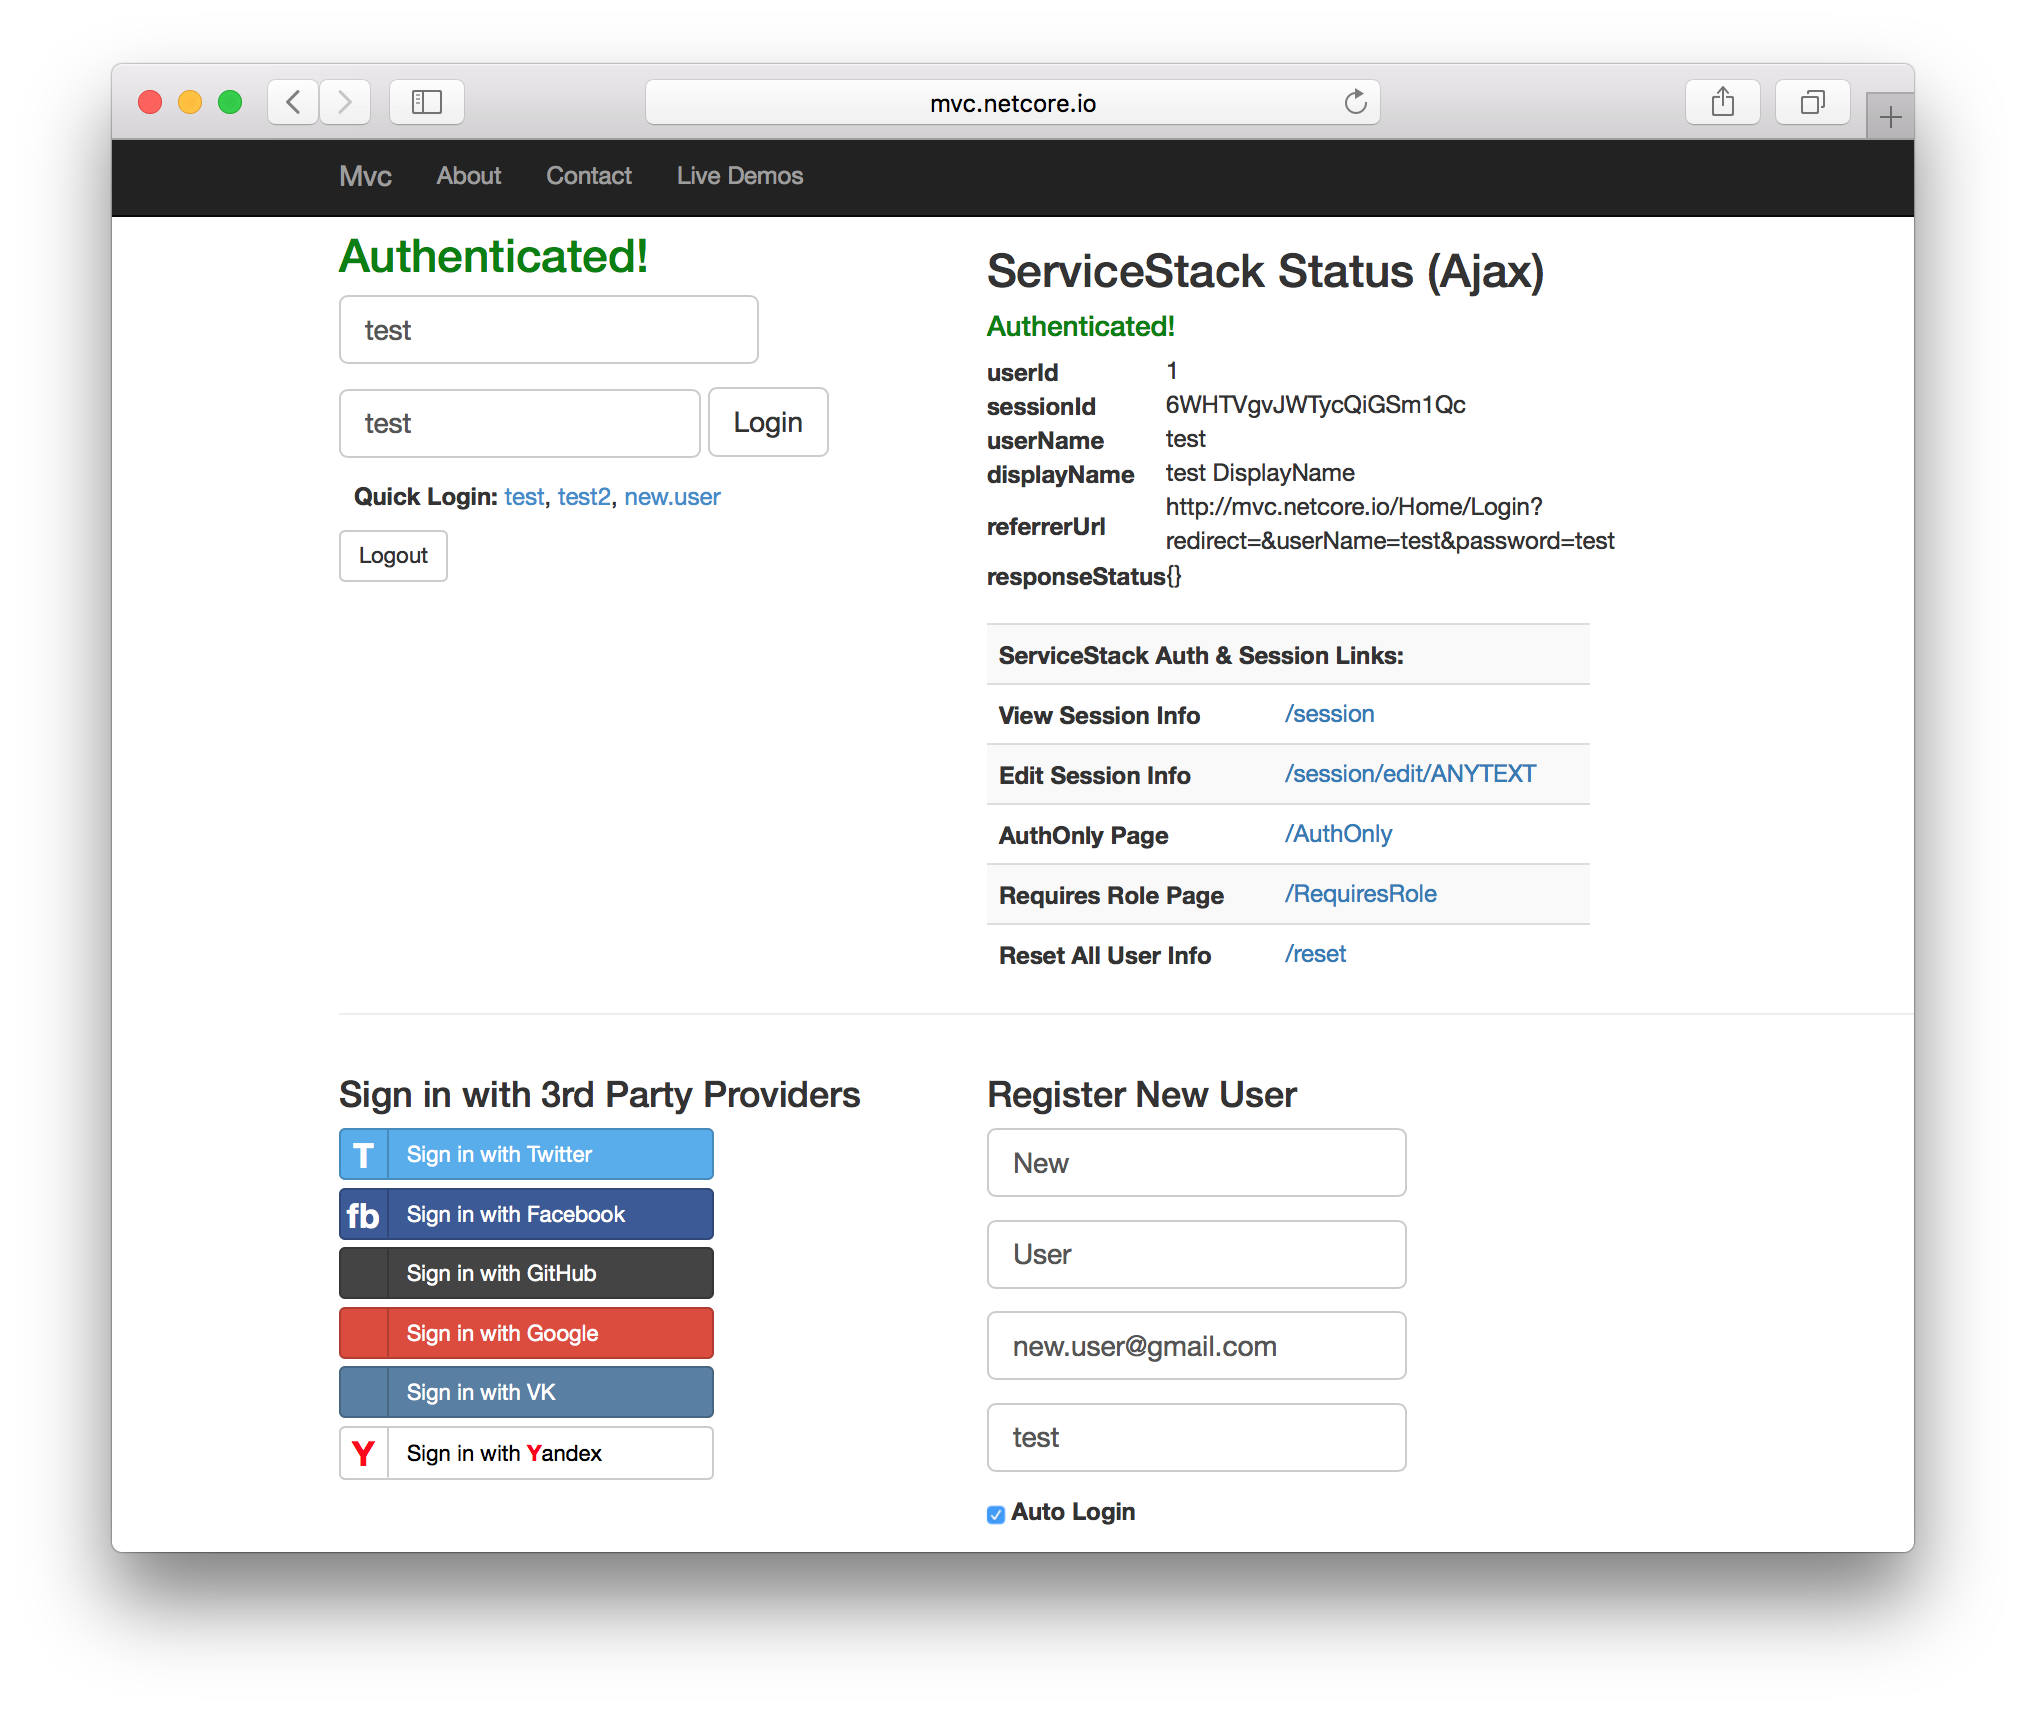 mvc.netcore.io
Mvc About Contact Live Demos
Authenticated!
test
test Login
Quick Login: test, test2, new.user
Logout
ServiceStack Status (Ajax)
Authenticated!
userId 1
sessionId 6WHTVgvJWTycQiGSm1Qc
userName test
displayName test DisplayName
referrerUrl http://mvc.netcore.io/Home/Login?
redirect=&userName=test&password=test
responseStatus{}
ServiceStack Auth & Session Links:
View Session Info /session
Edit Session Info /session/edit/ANYTEXT
AuthOnly Page /AuthOnly
Requires Role Page /RequiresRole
Reset All User Info /reset
Sign in with 3rd Party Providers
T Sign in with Twitter
fb Sign in with Facebook
Sign in with GitHub
Sign in with Google
Sign in with VK
Y Sign in with Yandex
Register New User
New
User
new.user@gmail.com
test
Auto Login